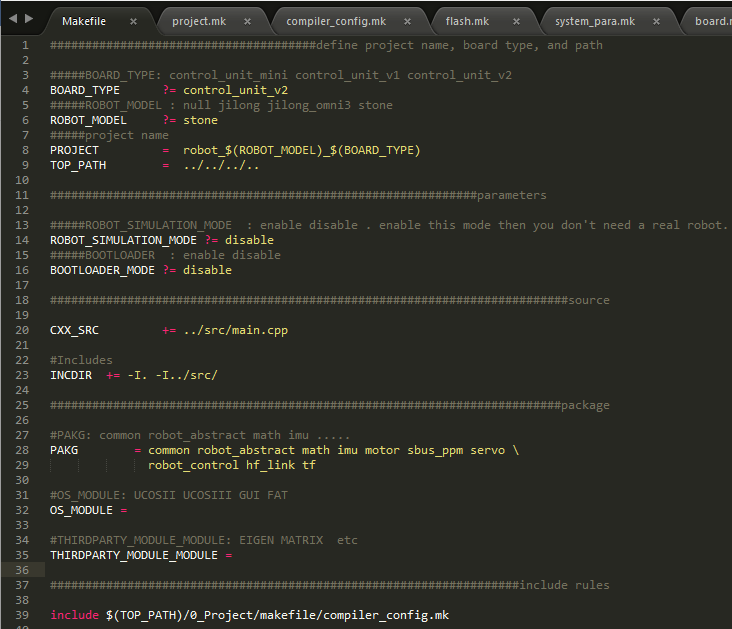 Makefile × project.mk × compiler_config.mk × flash.mk × system_para.mk × board.
1 ######################################define project name, board type, and path
2
3 #####BOARD_TYPE: control_unit_mini control_unit_v1 control_unit_v2
4 BOARD_TYPE ?= control_unit_v2
5 #####ROBOT_MODEL : null jilong jilong_omni3 stone
6 ROBOT_MODEL ?= stone
7 #####project name
8 PROJECT = robot_$(ROBOT_MODEL)_$(BOARD_TYPE)
9 TOP_PATH = ../../../..
10
11 #############################################################parameters
12
13 #####ROBOT_SIMULATION_MODE : enable disable . enable this mode then you don't need a real robot.
14 ROBOT_SIMULATION_MODE ?= disable
15 #####BOOTLOADER : enable disable
16 BOOTLOADER_MODE ?= disable
17
18 ##########################################################################source
19
20 CXX_SRC += ../src/main.cpp
21
22 #Includes
23 INCDIR += -I. -I../src/
24
25 #########################################################################package
26
27 #PAKG: common robot_abstract math imu .....
28 PAKG = common robot_abstract math imu motor sbus_ppm servo \
29 robot_control hf_link tf
30
31 #OS_MODULE: UCOSII UCOSIII GUI FAT
32 OS_MODULE =
33
34 #THIRDPARTY_MODULE_MODULE: EIGEN MATRIX etc
35 THIRDPARTY_MODULE_MODULE =
36
37 ###################################################################include rules
38
39 include $(TOP_PATH)/0_Project/makefile/compiler_config.mk